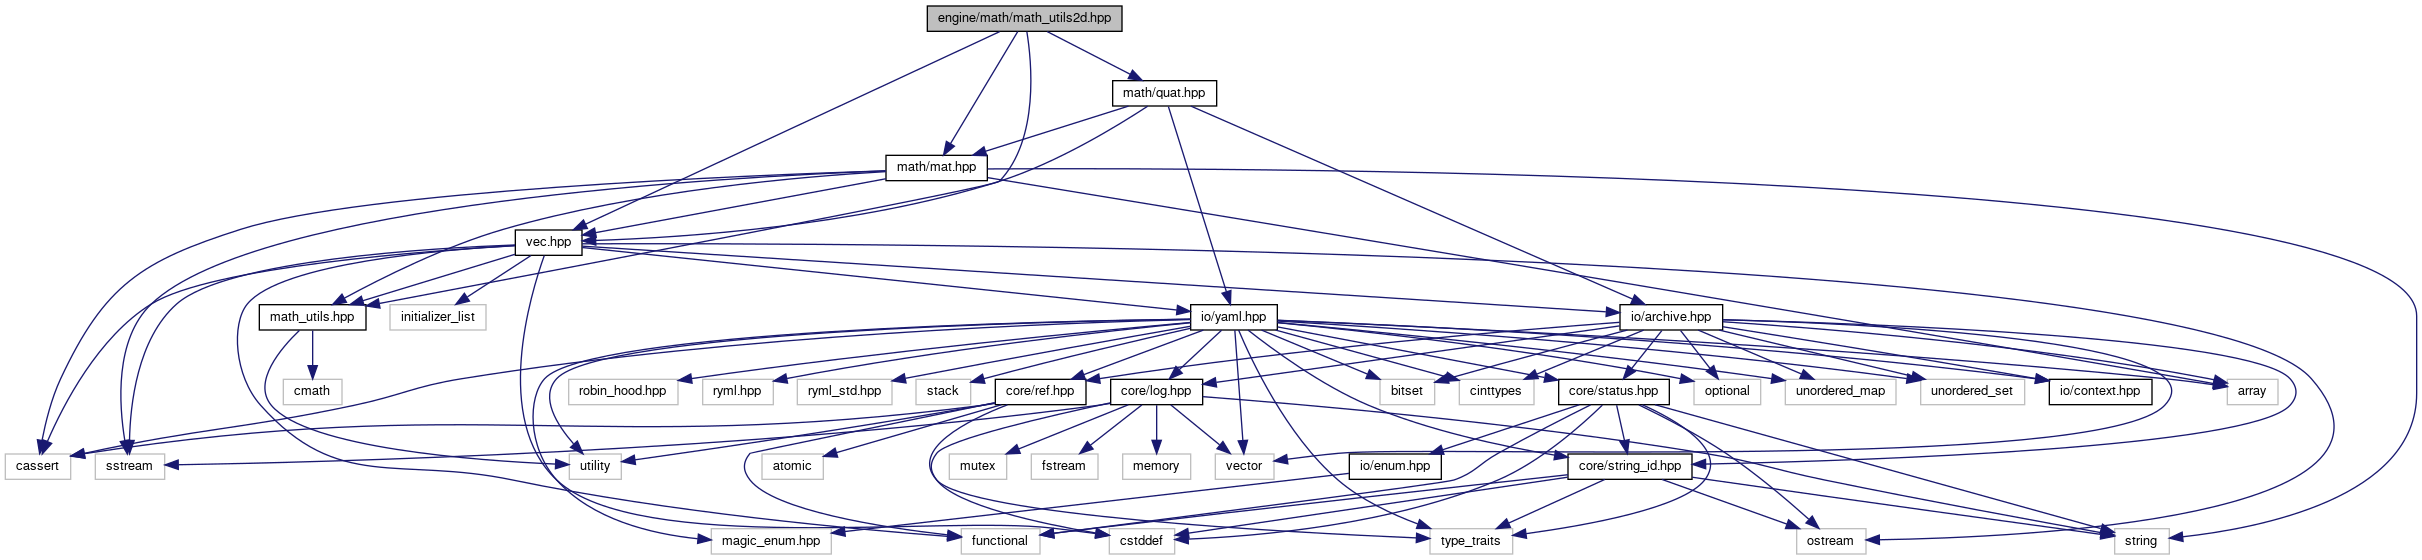 engine/math/math_utils2d.hpp
math/quat.hpp
math/mat.hpp
vec.hpp
math_utils.hpp
initializer_list
io/yaml.hpp
io/archive.hpp
cmath
robin_hood.hpp
ryml.hpp
ryml_std.hpp
stack
core/ref.hpp
core/log.hpp
bitset
cinttypes
core/status.hpp
optional
unordered_map
unordered_set
io/context.hpp
array
cassert
sstream
utility
atomic
mutex
fstream
memory
vector
io/enum.hpp
core/string_id.hpp
magic_enum.hpp
functional
cstddef
type_traits
ostream
string